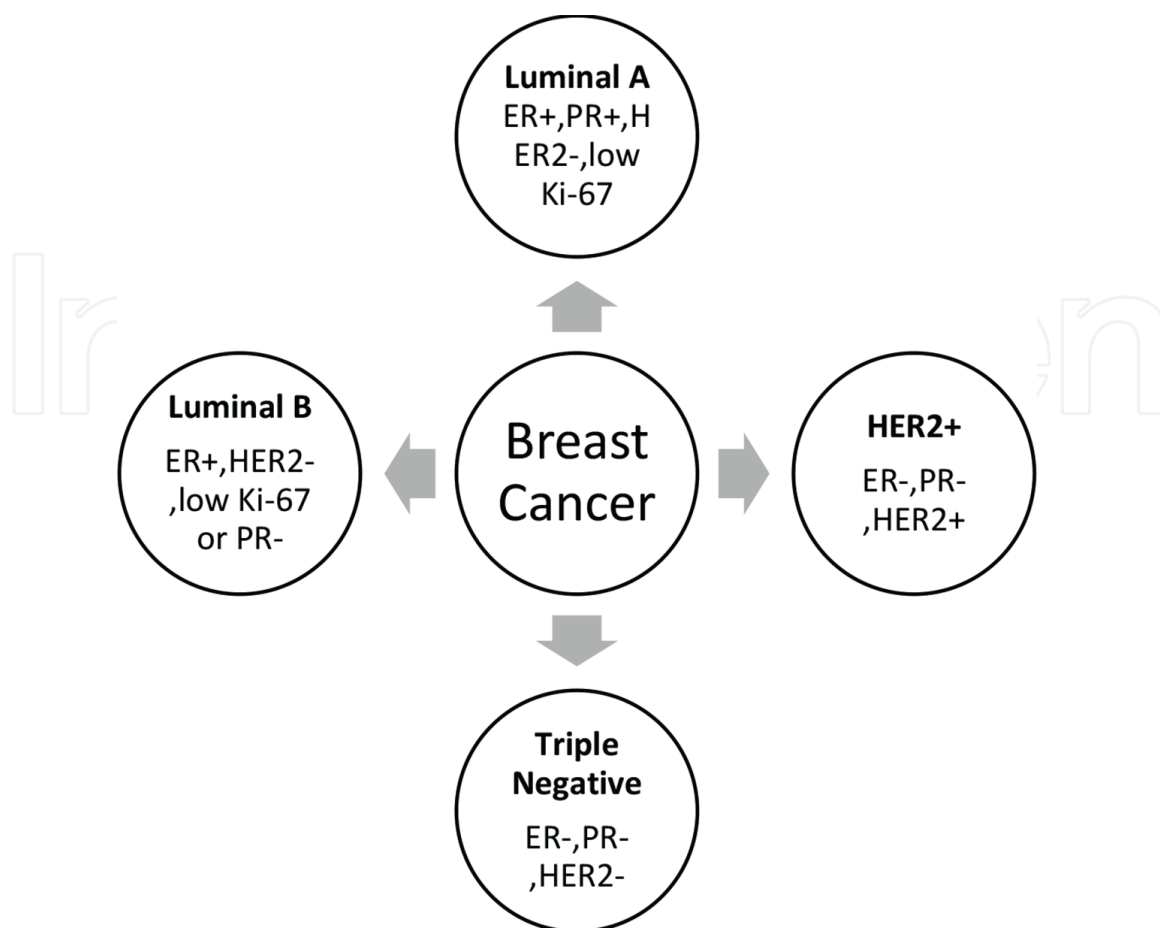 Luminal A
ER+,PR+,H
ER2-,low
Ki-67
Luminal B
ER+,HER2-
,low Ki-67
or PR-
Breast
Cancer
HER2+
ER-,PR-
,HER2+
Triple
Negative
ER-,PR-
,HER2-